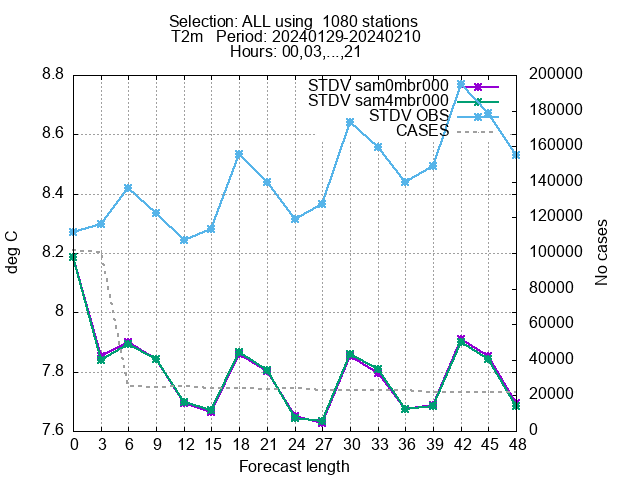 Selection: ALL using  1080 stations
T2m   Period: 20240129-20240210
Hours: 00,03,...,21
STDV sam0mbr000
STDV sam4mbr000
STDV OBS
CASES
deg C
8.8
8.6
8.4
8.2
8
7.8
7.6
200000
180000
160000
140000
120000
100000
80000
60000
40000
20000
0
No cases
0 3 6 9 12 15 18 21 24 27 30 33 36 39 42 45 48
Forecast length